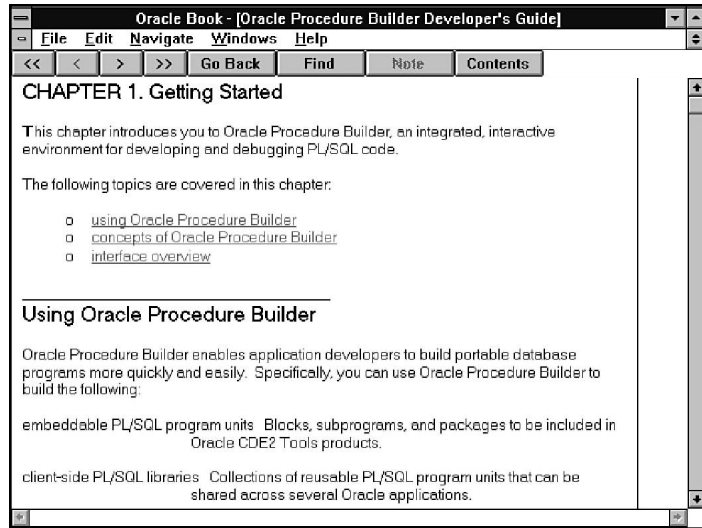 Oracle Book - [Oracle Procedure Builder Developer's Guide]
File Edit Navigate Windows Help
<< < > >> Go Back Find Note Contents
CHAPTER 1. Getting Started
This chapter introduces you to Oracle Procedure Builder, an integrated, interactive
environment for developing and debugging PL/SQL code.
The following topics are covered in this chapter:
o using Oracle Procedure Builder
o concepts of Oracle Procedure Builder
o interface overview
Using Oracle Procedure Builder
Oracle Procedure Builder enables application developers to build portable database
programs more quickly and easily. Specifically, you can use Oracle Procedure Builder to
build the following:
embeddable PL/SQL program units Blocks, subprograms, and packages to be included in
Oracle CDE2 Tools products.
client-side PL/SQL libraries Collections of reusable PL/SQL program units that can be
shared across several Oracle applications.